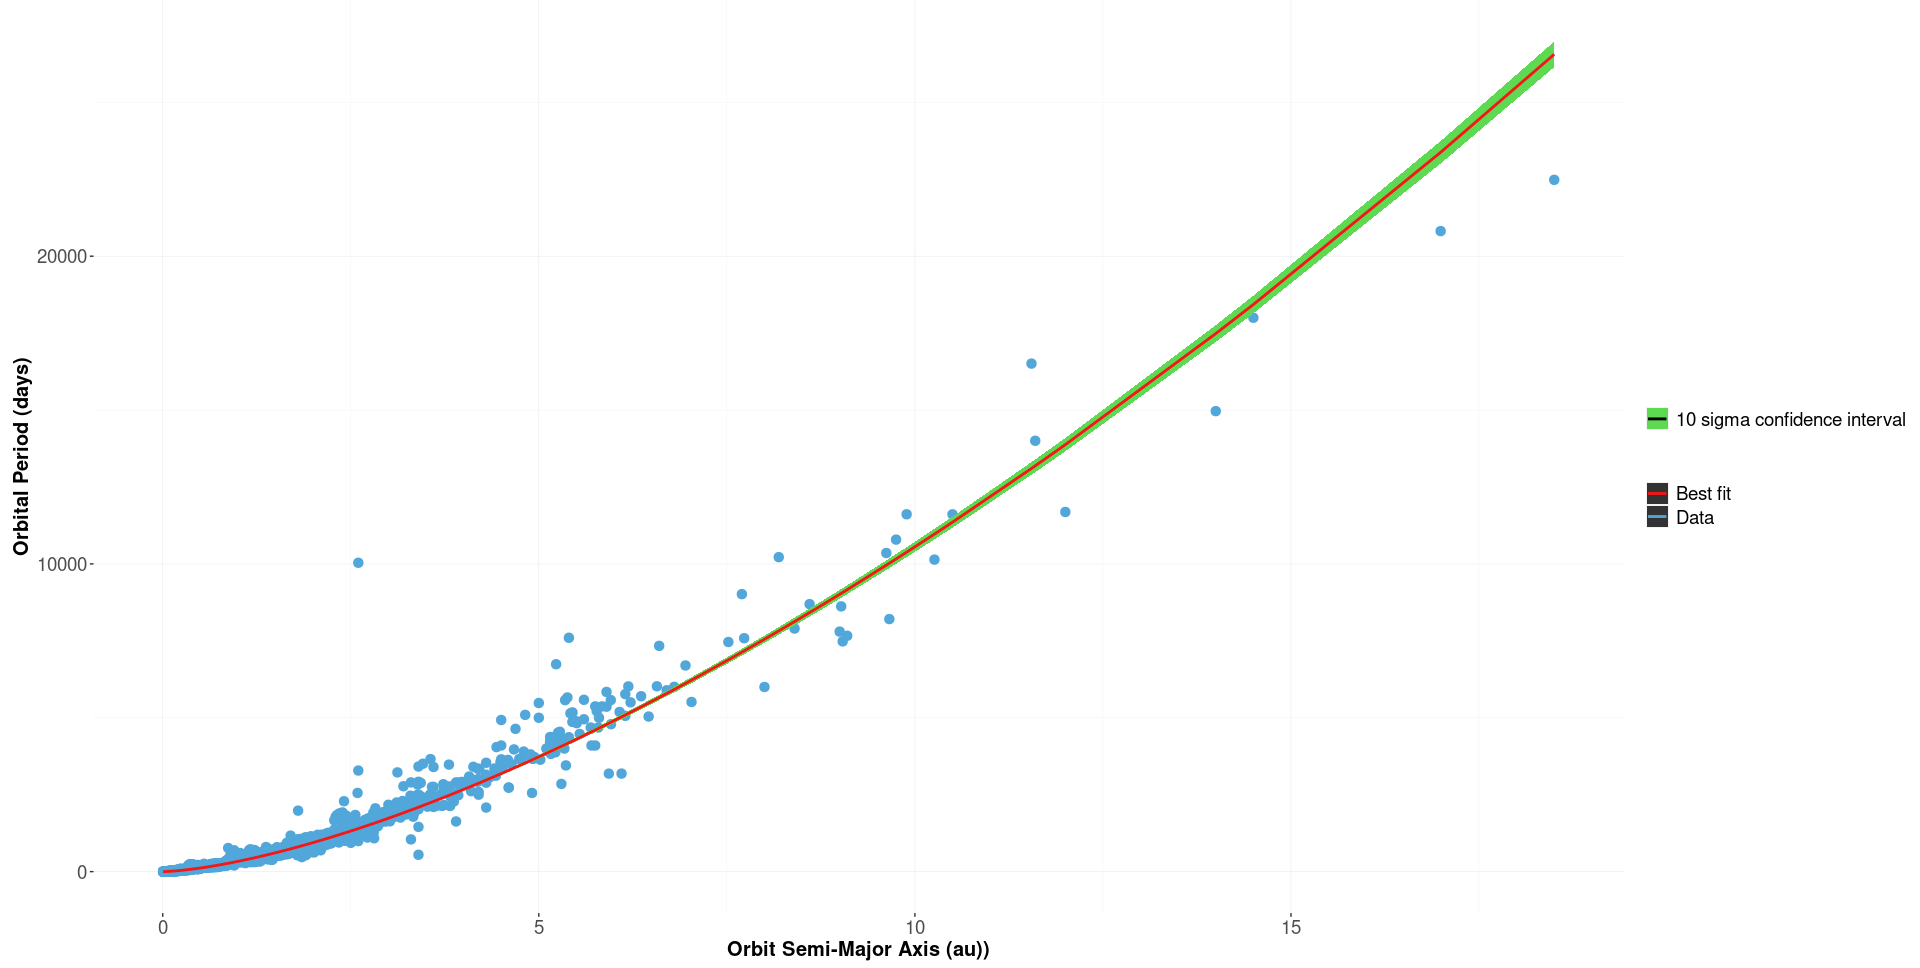 Orbital Period (days)
20000
10000
0
0
5
10
15
Orbit Semi-Major Axis (au))
10 sigma confidence interval
Best fit
Data